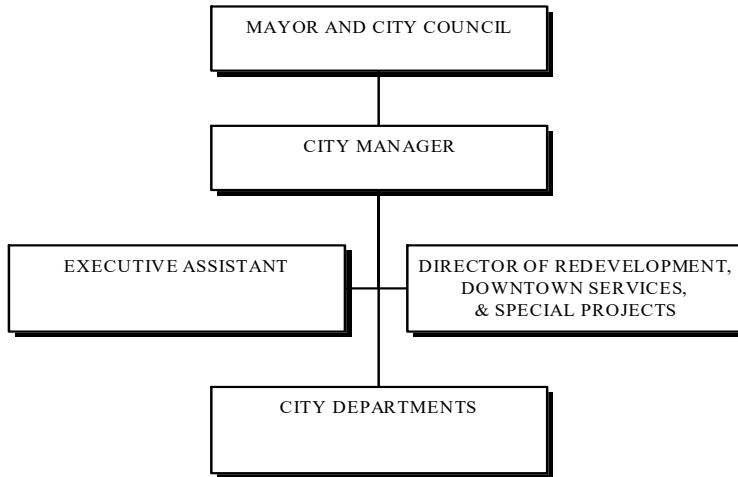 MAYOR AND CITY COUNCIL
CITY MANAGER
EXECUTIVE ASSISTANT
DIRECTOR OF REDEVELOPMENT,
DOWNTOWN SERVICES,
& SPECIAL PROJECTS
CITY DEPARTMENTS